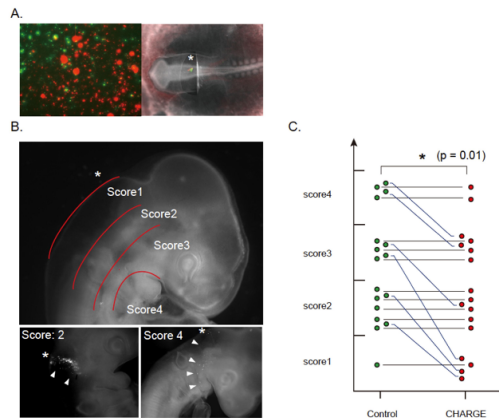 A.
*
B.
*
Score1
Score2
Score3
Score4
Score: 2
*
Score 4
*
C.
* (p = 0.01)
score4
score3
score2
score1
Control
CHARGE